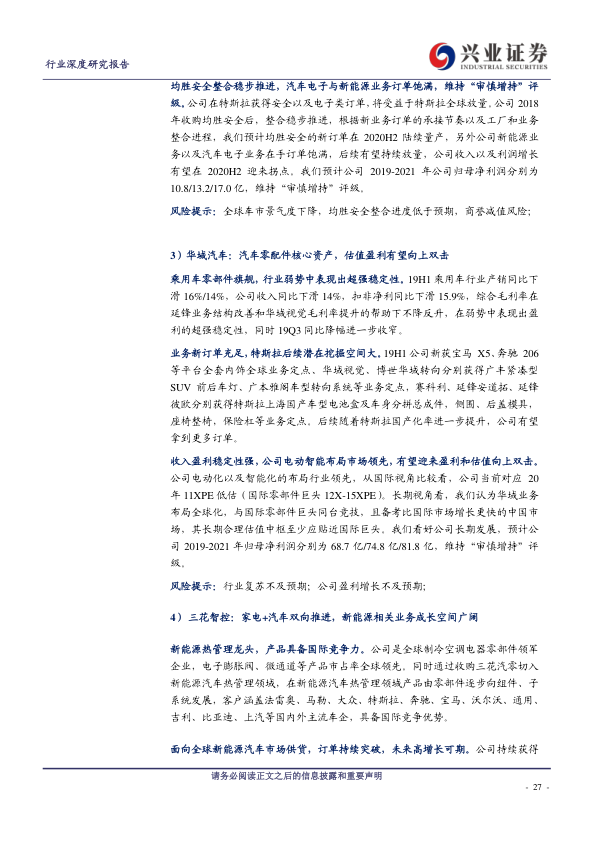 兴业证券
INDUSTRIAL SECURITIES
行业深度研究报告
均胜安全整合稳步推进，汽车电子与新能源业务订单饱满，维持“审慎增持”评
级。公司在特斯拉获得安全以及电子类订单，将受益于特斯拉全球放量。公司 2018
年收购均胜安全后，整合稳步推进，根据新业务订单的承接节奏以及工厂和业务
整合进程，我们预计均胜安全的新订单在 2020H2 陆续量产，另外公司新能源业
务以及汽车电子业务在手订单饱满，后续有望持续放量，公司收入以及利润增长
有望在 2020H2 迎来拐点。我们预计公司 2019-2021 年公司归母净利润分别为
10.8/13.2/17.0 亿，维持“审慎增持”评级。
风险提示：全球车市景气度下降，均胜安全整合进度低于预期，商誉减值风险；
3）华域汽车：汽车零配件核心资产，估值盈利有望向上双击
乘用车零部件旗舰，行业弱势中表现出超强稳定性。19H1 乘用车行业产销同比下
滑 16%/14%，公司收入同比下滑 14%，扣非净利同比下滑 15.9%，综合毛利率在
延锋业务结构改善和华域视觉毛利率提升的帮助下不降反升，在弱势中表现出盈
利的超强稳定性，同时 19Q3 同比降幅进一步收窄。
业务新订单充足，特斯拉后续潜在挖掘空间大。19H1 公司新获宝马 X5、奔驰 206
等平台全套内饰全球业务定点、华域视觉、博世华域转向分别获得广丰紧凑型
SUV 前后车灯、广本雅阁车型转向系统等业务定点，赛科利、延锋安道拓、延锋
彼欧分别获得特斯拉上海国产车型电池盒及车身分拼总成件，侧围、后盖模具，
座椅整椅，保险杠等业务定点。后续随着特斯拉国产化率进一步提升，公司有望
拿到更多订单。
收入盈利稳定性强，公司电动智能布局市场领先，有望迎来盈利和估值向上双击。
公司电动化以及智能化的布局行业领先，从国际视角比较看，公司当前对应 20
年 11XPE 低估（国际零部件巨头 12X-15XPE）。长期视角看，我们认为华域业务
布局全球化，与国际零部件巨头同台竞技，且备考比国际市场增长更快的中国市
场，其长期合理估值中枢至少应贴近国际巨头。我们看好公司长期发展，预计公
司 2019-2021 年归母净利润分别为 68.7 亿/74.8 亿/81.8 亿，维持“审慎增持”评
级。
风险提示：行业复苏不及预期；公司盈利增长不及预期；
4） 三花智控：家电+汽车双向推进，新能源相关业务成长空间广阔
新能源热管理龙头，产品具备国际竞争力。公司是全球制冷空调电器零部件领军
企业，电子膨胀阀、微通道等产品市占率全球领先。同时通过收购三花汽零切入
新能源汽车热管理领域，在新能源汽车热管理领域产品由零部件逐步向组件、子
系统发展，客户涵盖法雷奥、马勒、大众、特斯拉、奔驰、宝马、沃尔沃、通用、
吉利、比亚迪、上汽等国内外主流车企，具备国际竞争优势。
面向全球新能源汽车市场供货，订单持续突破，未来高增长可期。公司持续获得
请务必阅读正文之后的信息披露和重要声明
- 27 -